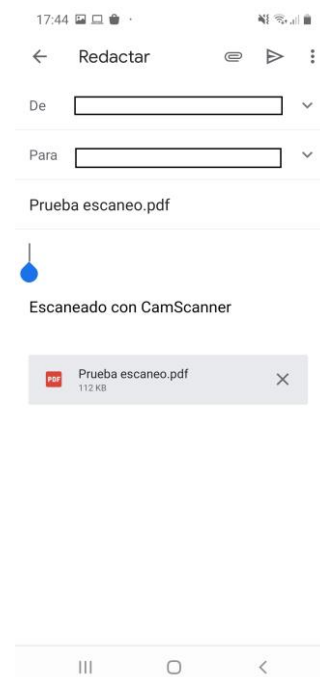 17:44
Redactar
De
Para
Prueba escaneo.pdf
Escaneado con CamScanner
PDF
Prueba escaneo.pdf
112 KB